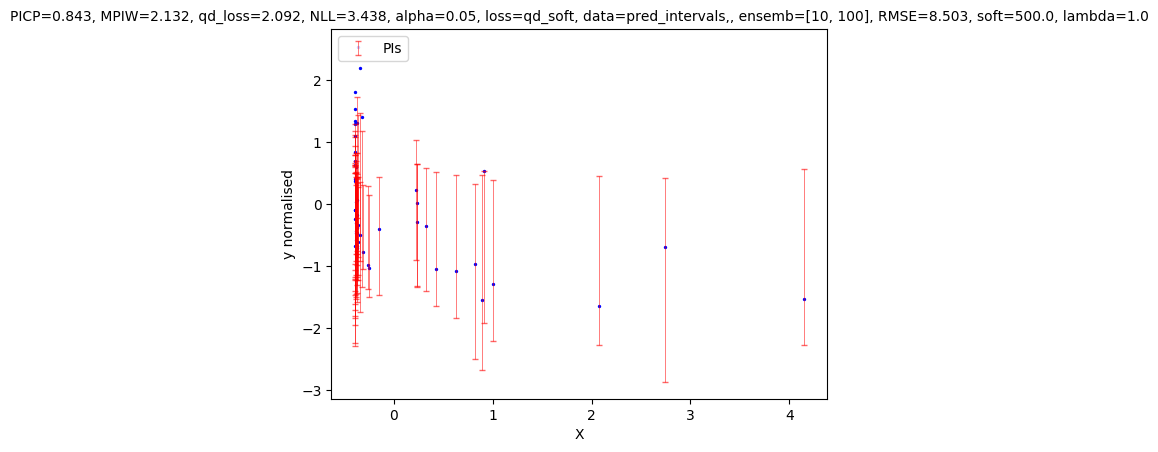 PICP=0.843, MPIW=2.132, qd_loss=2.092, NLL=3.438, alpha=0.05, loss=qd_soft, data=pred_intervals,, ensemb=[10, 100], RMSE=8.503, soft=500.0, lambda=1.0
PIs
2
1
0
−1
−2
−3
y normalised
0 1 2 3 4
X